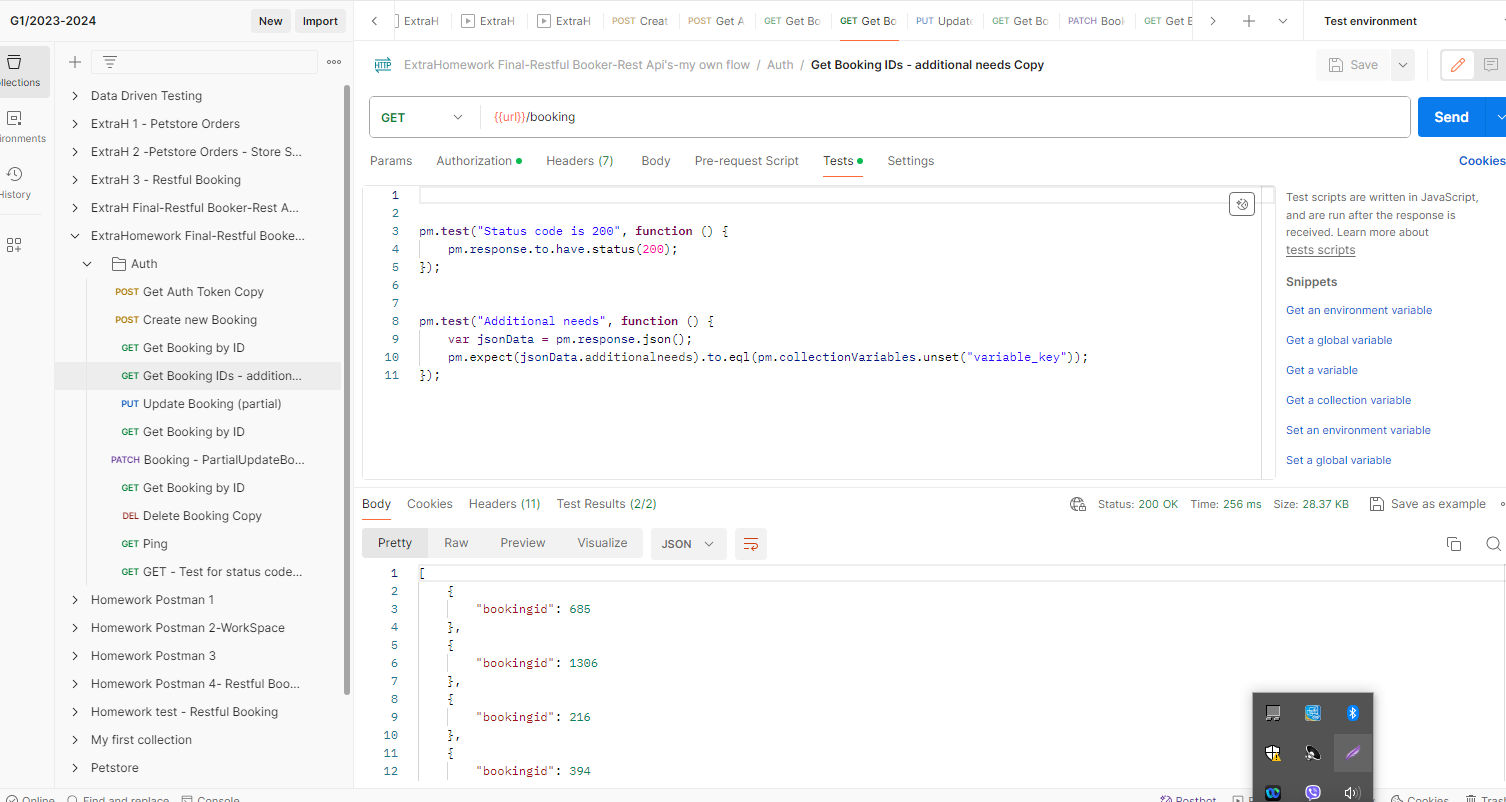 G1/2023-2024
New
Import
ExtraH
ExtraH
ExtraH
POST Creat
POST Get A
GET Get Bo
GET Get Bo
PUT Update
GET Get Bo
PATCH Book
GET Get B
Test environment
llections
ironments
History
Data Driven Testing
ExtraH 1 - Petstore Orders
ExtraH 2 -Petstore Orders - Store S...
ExtraH 3 - Restful Booking
ExtraH Final-Restful Booker-Rest A...
ExtraHomework Final-Restful Booke...
Auth
POST Get Auth Token Copy
POST Create new Booking
GET Get Booking by ID
GET Get Booking IDs - addition...
PUT Update Booking (partial)
GET Get Booking by ID
PATCH Booking - PartialUpdateBo...
GET Get Booking by ID
DEL Delete Booking Copy
GET Ping
GET GET - Test for status code...
Homework Postman 1
Homework Postman 2-WorkSpace
Homework Postman 3
Homework Postman 4- Restful Boo...
Homework test - Restful Booking
My first collection
Petstore
HTTP ExtraHomework Final-Restful Booker-Rest Api's-my own flow / Auth / Get Booking IDs - additional needs Copy
Save
GET
{{url}}/booking
Send
Params
Authorization
Headers (7)
Body
Pre-request Script
Tests
Settings
Cookies
1
2
3 pm.test("Status code is 200", function () {
4 pm.response.to.have.status(200);
5 });
6
7
8 pm.test("Additional needs", function () {
9 var jsonData = pm.response.json();
10 pm.expect(jsonData.additionalneeds).to.eql(pm.collectionVariables.unset("variable_key"));
11 });
Test scripts are written in JavaScript,
and are run after the response is
received. Learn more about
tests scripts
Snippets
Get an environment variable
Get a global variable
Get a variable
Get a collection variable
Set an environment variable
Set a global variable
Body
Cookies
Headers (11)
Test Results (2/2)
Status: 200 OK
Time: 256 ms
Size: 28.37 KB
Save as example
Pretty
Raw
Preview
Visualize
JSON
1 [
2 {
3 "bookingid": 685
4 },
5 {
6 "bookingid": 1306
7 },
8 {
9 "bookingid": 216
10 },
11 {
12 "bookingid": 394
Online
Find and replace
Console
Postbot
Cookies
Trash